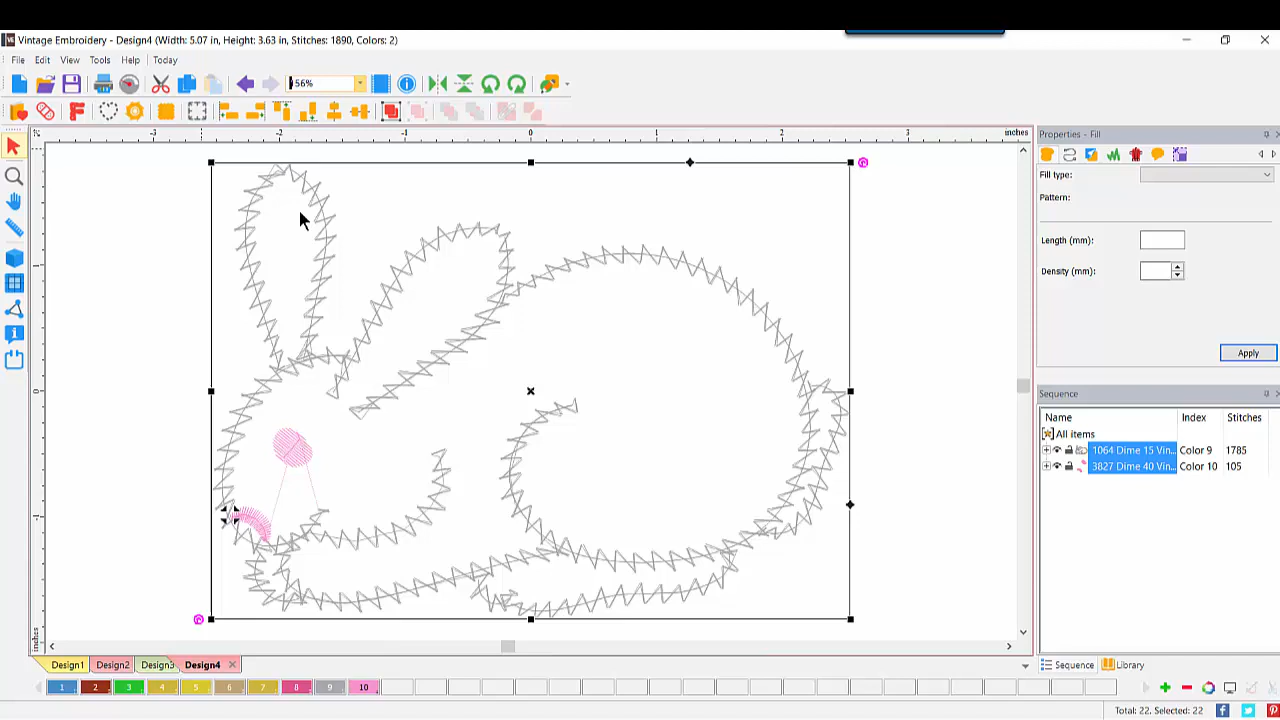 Vintage Embroidery - Design4 (Width: 5.07 in, Height: 3.63 in, Stitches: 1890, Colors: 2)
File Edit View Tools Help Today
56%
-3 -2 -1 0 1 2 3 inches
Properties - Fill
Fill type:
Pattern:
Length (mm):
Density (mm):
Apply
Sequence
Name Index Stitches
All items
1064 Dime 15 Vin... Color 9 1785
3827 Dime 40 Vin... Color 10 105
1
0
-1
inches
Design1 Design2 Design3 Design4
Sequence Library
1 2 3 4 5 6 7 8 9 10
Total: 22, Selected: 22